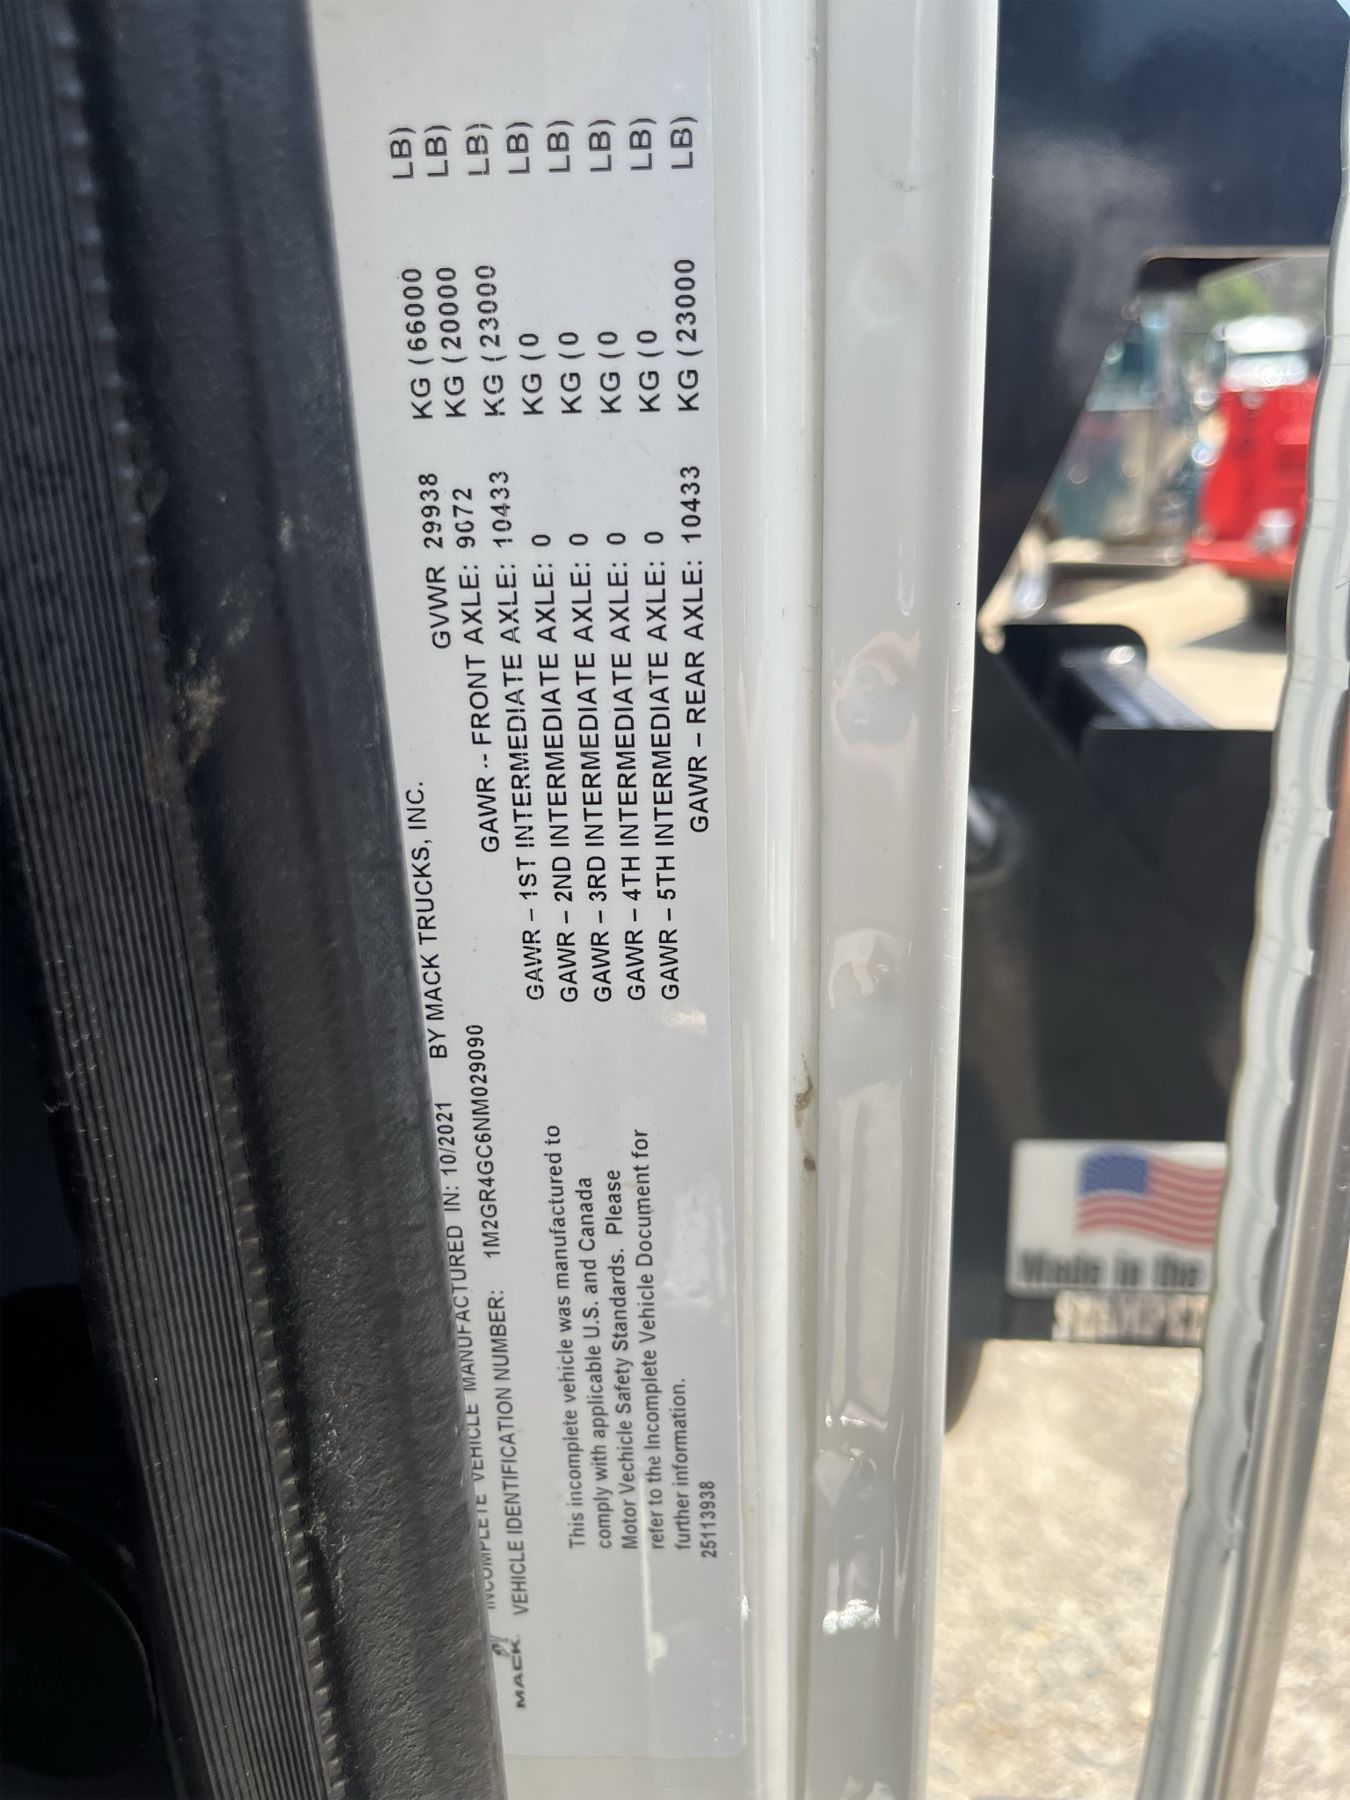 MACK
INCOMPLETE VEHICLE MANUFACTURED IN: 10/2021 BY MACK TRUCKS, INC.
VEHICLE IDENTIFICATION NUMBER: 1M2GR4GC6NM029090
This incomplete vehicle was manufactured to
comply with applicable U.S. and Canada
Motor Vechicle Safety Standards. Please
refer to the Incomplete Vehicle Document for
further information.
25113938
GVWR 29938 KG (66000 LB)
GAWR -- FRONT AXLE: 9072 KG (20000 LB)
GAWR – 1ST INTERMEDIATE AXLE: 10433 KG (23000 LB)
GAWR – 2ND INTERMEDIATE AXLE: 0 KG (0 LB)
GAWR – 3RD INTERMEDIATE AXLE: 0 KG (0 LB)
GAWR – 4TH INTERMEDIATE AXLE: 0 KG (0 LB)
GAWR – 5TH INTERMEDIATE AXLE: 0 KG (0 LB)
GAWR – REAR AXLE: 10433 KG (23000 LB)
Made in the